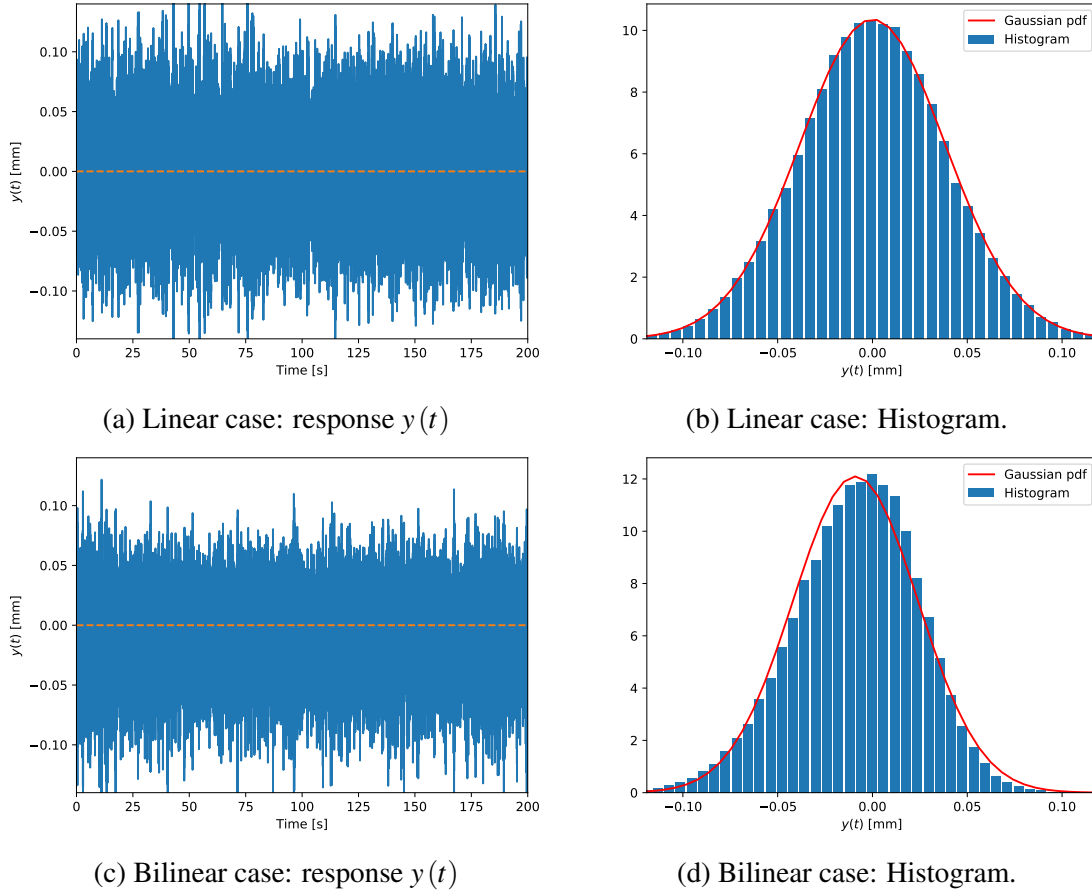 0.10
0.05
0.00
−0.05
−0.10
y(t) [mm]
0 25 50 75 100 125 150 175 200
Time [s]
10
8
6
4
2
0
Gaussian pdf
Histogram
−0.10 −0.05 0.00 0.05 0.10
y(t) [mm]
(a) Linear case: response y(t)
(b) Linear case: Histogram.
0.10
0.05
0.00
−0.05
−0.10
y(t) [mm]
0 25 50 75 100 125 150 175 200
Time [s]
12
10
8
6
4
2
0
Gaussian pdf
Histogram
−0.10 −0.05 0.00 0.05 0.10
y(t) [mm]
(c) Bilinear case: response y(t)
(d) Bilinear case: Histogram.